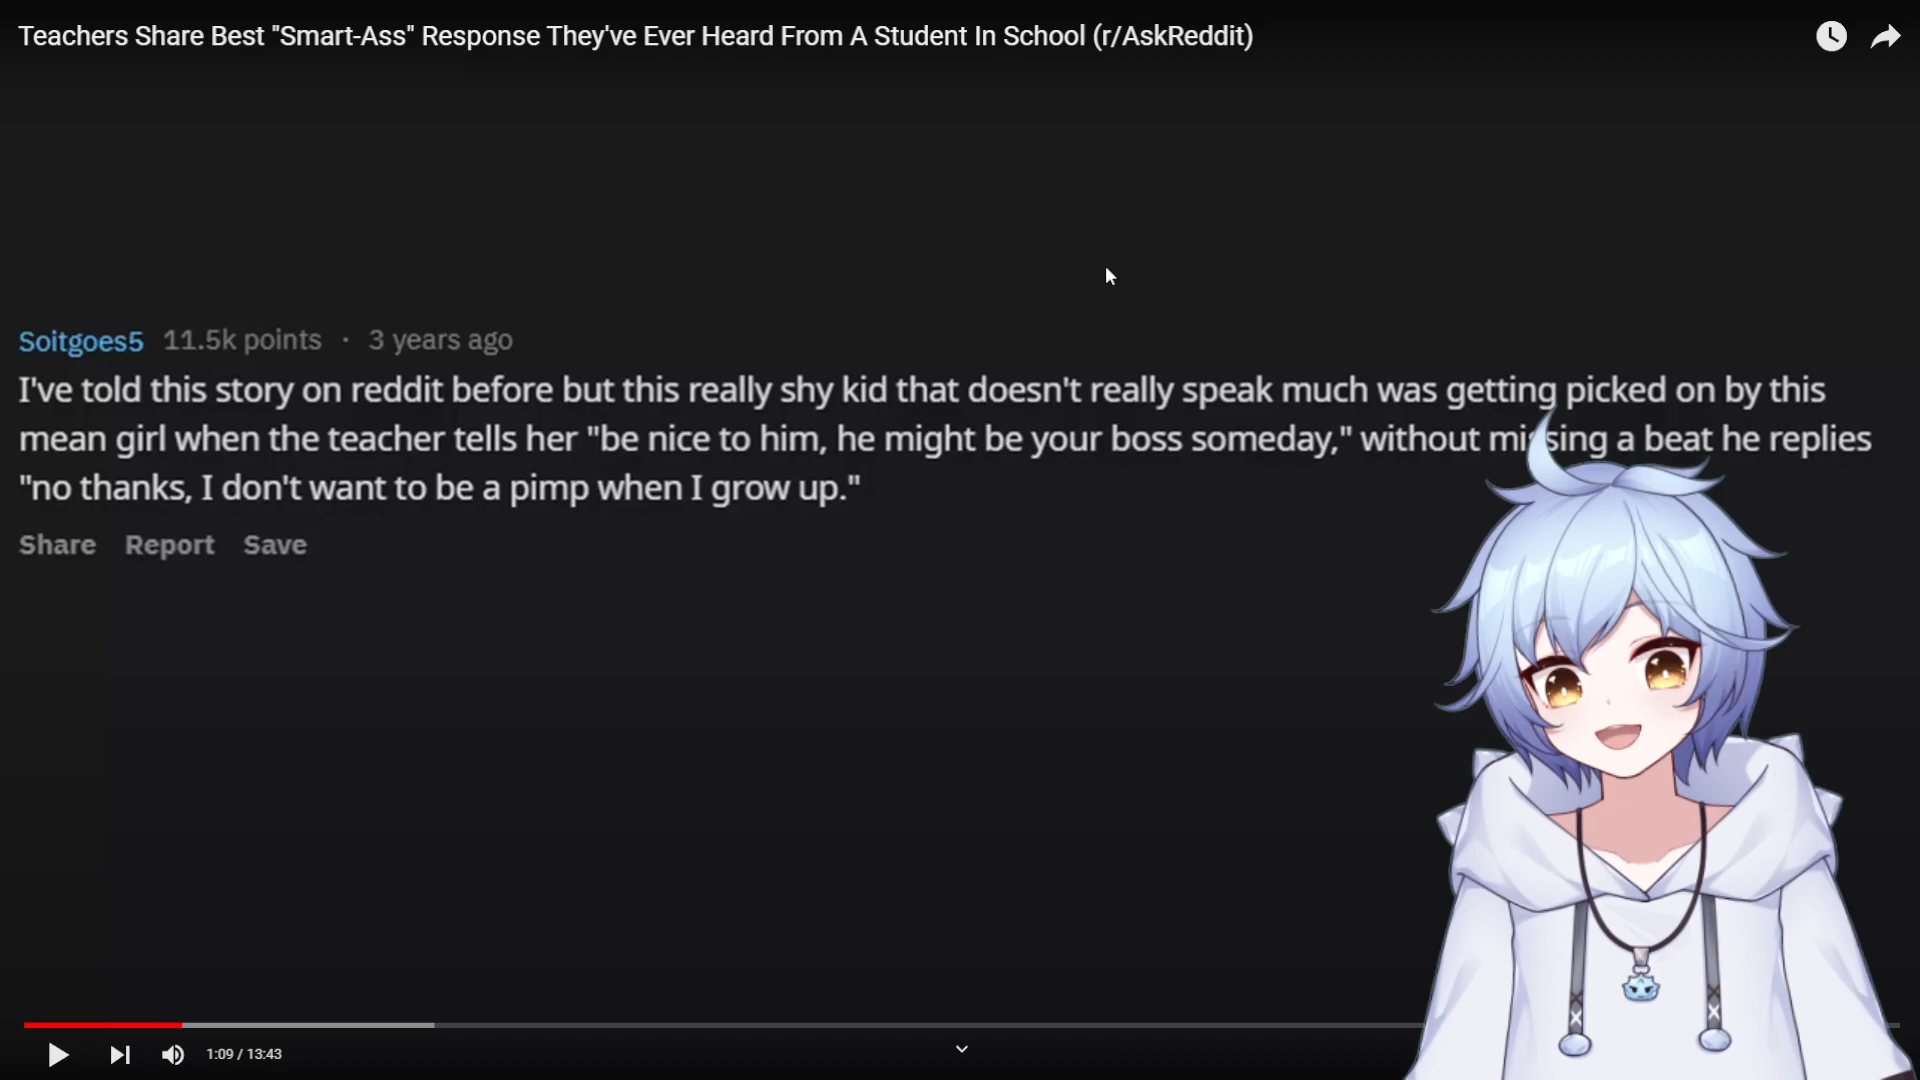 Teachers Share Best "Smart-Ass" Response They've Ever Heard From A Student In School (r/AskReddit)
Soitgoes5 11.5k points · 3 years ago
I've told this story on reddit before but this really shy kid that doesn't really speak much was getting picked on by this
mean girl when the teacher tells her "be nice to him, he might be your boss someday," without missing a beat he replies
"no thanks, I don't want to be a pimp when I grow up."
Share Report Save
1:09 / 13:43